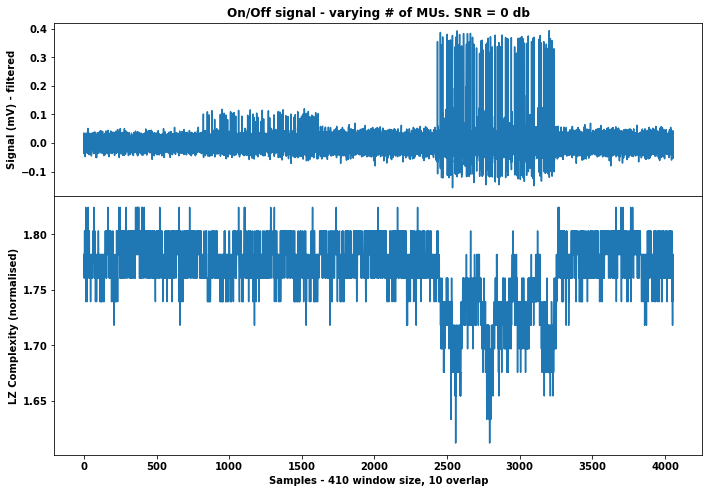 On/Off signal - varying # of MUs. SNR = 0 db
Signal (mV) - filtered
0.4
0.3
0.2
0.1
0.0
−0.1
LZ Complexity (normalised)
1.80
1.75
1.70
1.65
0 500 1000 1500 2000 2500 3000 3500 4000
Samples - 410 window size, 10 overlap